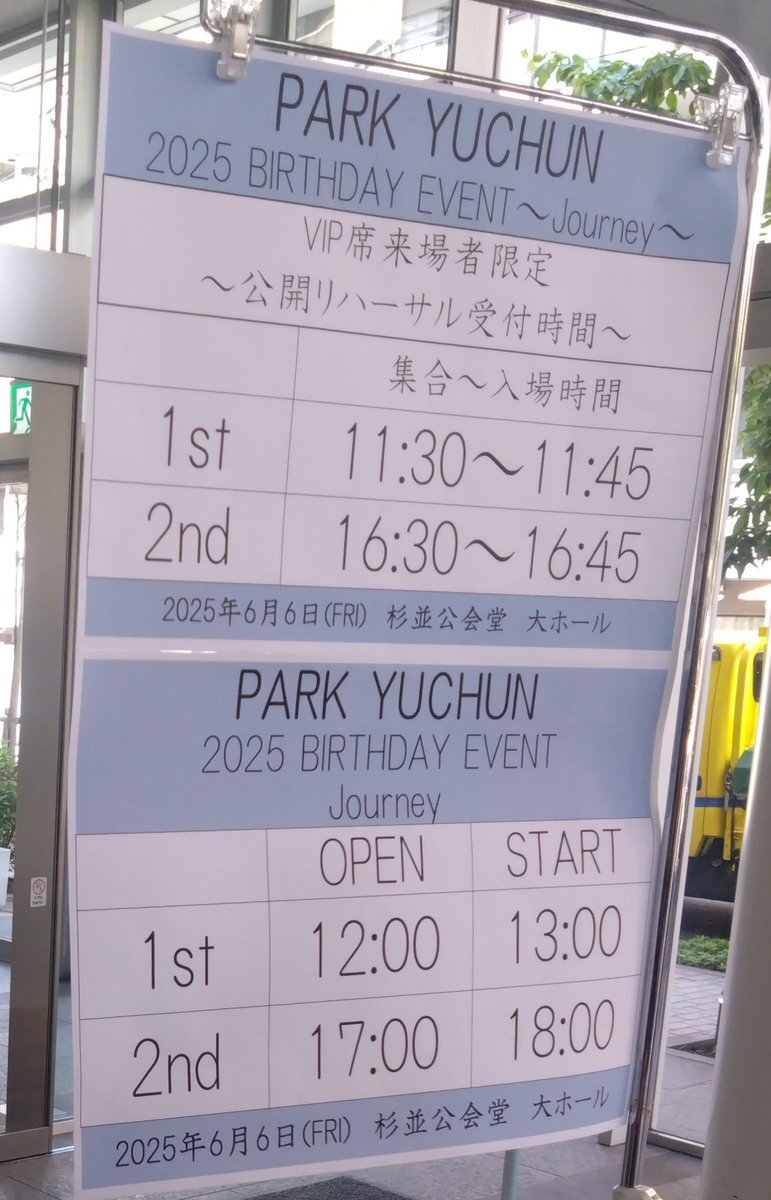 PARK YUCHUN
2025 BIRTHDAY EVENT～Journey～
VIP席来場者限定
～公開リハーサル受付時間～
集合～入場時間
1st 11:30～11:45
2nd 16:30～16:45
2025年6月6日(FRI) 杉並公会堂 大ホール
PARK YUCHUN
2025 BIRTHDAY EVENT
Journey
OPEN START
1st 12:00 13:00
2nd 17:00 18:00
2025年6月6日(FRI) 杉並公会堂 大ホール